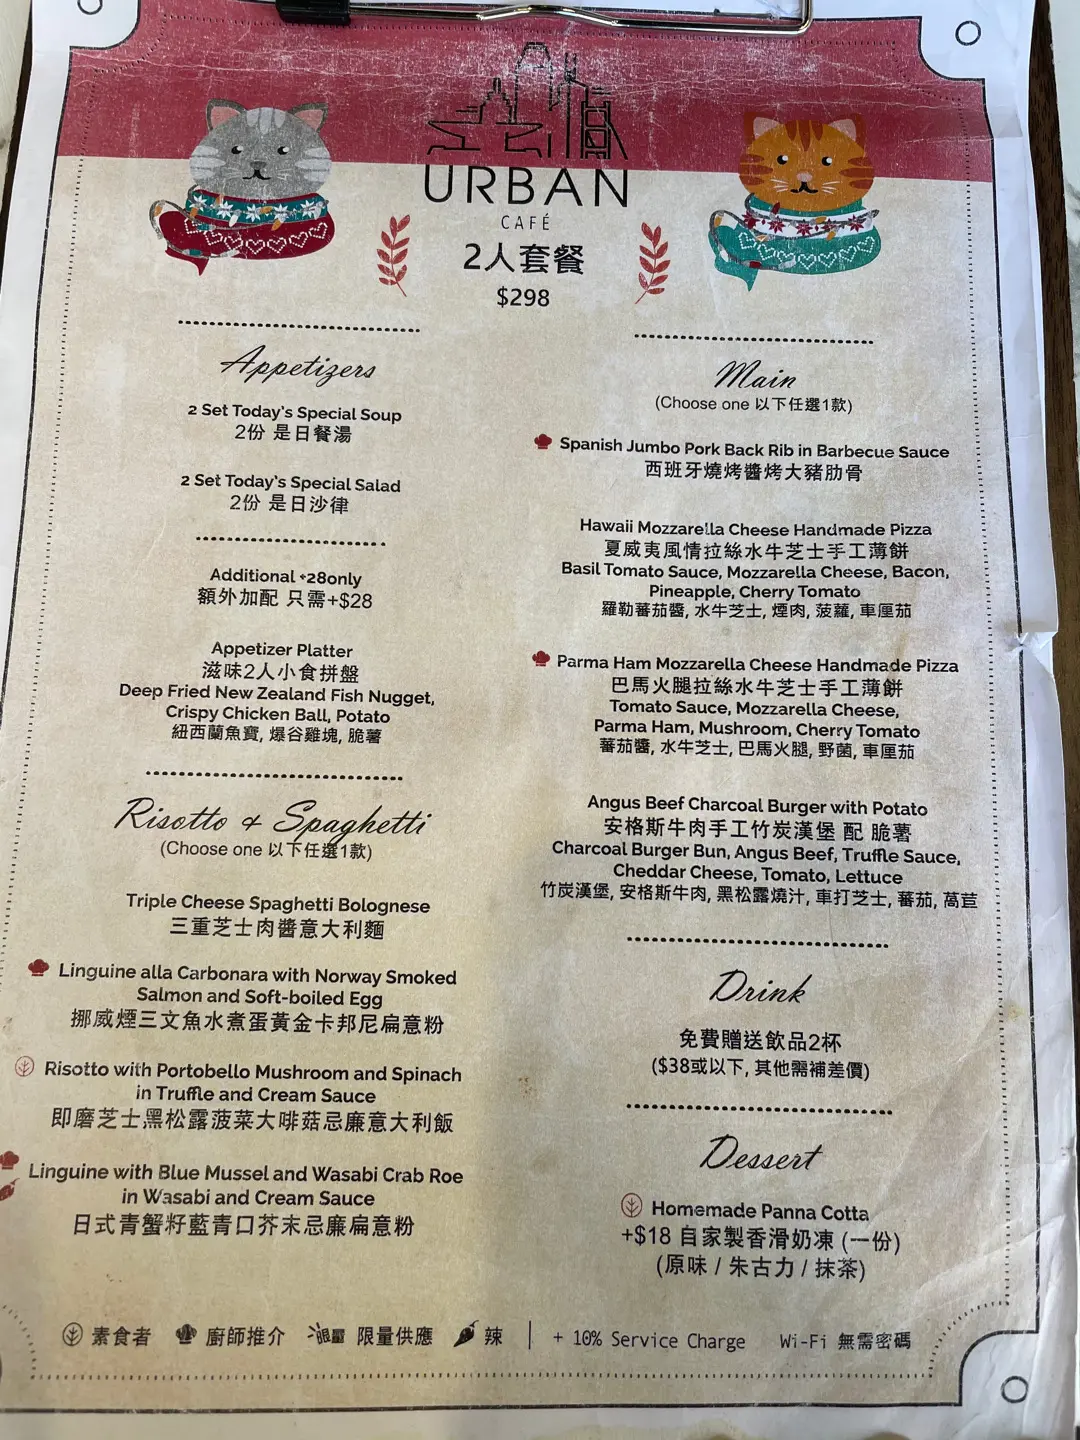 URBAN
CAFÉ
2人套餐
$298
Appetizers
2 Set Today's Special Soup
2份 是日餐湯
2 Set Today's Special Salad
2份 是日沙律
Additional +28only
額外加配 只需+$28
Appetizer Platter
滋味2人小食拼盤
Deep Fried New Zealand Fish Nugget,
Crispy Chicken Ball, Potato
紐西蘭魚寶, 爆谷雞塊, 脆薯
Risotto & Spaghetti
(Choose one 以下任選1款)
Triple Cheese Spaghetti Bolognese
三重芝士肉醬意大利麵
Linguine alla Carbonara with Norway Smoked
Salmon and Soft-boiled Egg
挪威煙三文魚水煮蛋黃金卡邦尼扁意粉
Risotto with Portobello Mushroom and Spinach
in Truffle and Cream Sauce
即磨芝士黑松露菠菜大啡菇忌廉意大利飯
Linguine with Blue Mussel and Wasabi Crab Roe
in Wasabi and Cream Sauce
日式青蟹籽藍青口芥末忌廉扁意粉
Main
(Choose one 以下任選1款)
Spanish Jumbo Pork Back Rib in Barbecue Sauce
西班牙燒烤醬烤大豬肋骨
Hawaii Mozzarella Cheese Handmade Pizza
夏威夷風情拉絲水牛芝士手工薄餅
Basil Tomato Sauce, Mozzarella Cheese, Bacon,
Pineapple, Cherry Tomato
羅勒蕃茄醬, 水牛芝士, 煙肉, 菠蘿, 車厘茄
Parma Ham Mozzarella Cheese Handmade Pizza
巴馬火腿拉絲水牛芝士手工薄餅
Tomato Sauce, Mozzarella Cheese,
Parma Ham, Mushroom, Cherry Tomato
蕃茄醬, 水牛芝士, 巴馬火腿, 野菌, 車厘茄
Angus Beef Charcoal Burger with Potato
安格斯牛肉手工竹炭漢堡 配 脆薯
Charcoal Burger Bun, Angus Beef, Truffle Sauce,
Cheddar Cheese, Tomato, Lettuce
竹炭漢堡, 安格斯牛肉, 黑松露燒汁, 車打芝士, 蕃茄, 萵苣
Drink
免費贈送飲品2杯
($38或以下, 其他需補差價)
Dessert
Homemade Panna Cotta
+$18 自家製香滑奶凍 (一份)
(原味 / 朱古力 / 抹茶)
素食者 廚師推介 限量 限量供應 辣 | + 10% Service Charge Wi-Fi 無需密碼